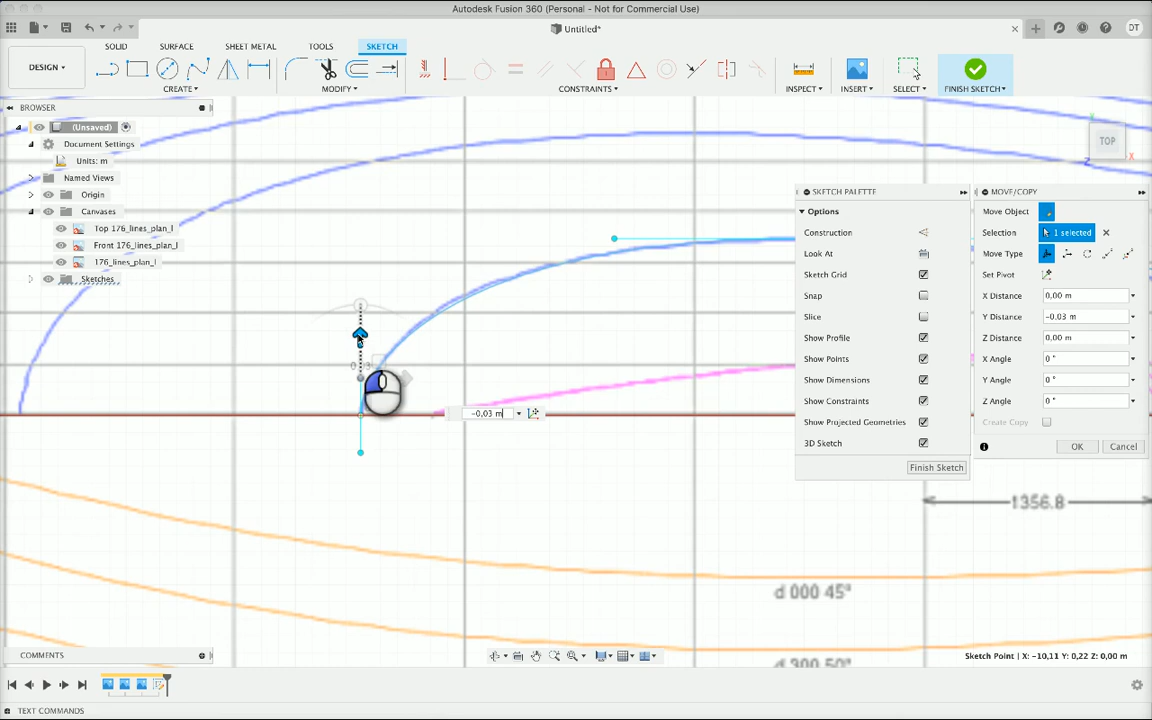 Autodesk Fusion 360 (Personal - Not for Commercial Use)
Untitled*
DT
SOLID
SURFACE
SHEET METAL
TOOLS
SKETCH
DESIGN
CREATE
MODIFY
CONSTRAINTS
INSPECT
INSERT
SELECT
FINISH SKETCH
BROWSER
(Unsaved)
Document Settings
Units: m
Named Views
Origin
Canvases
Top 176_lines_plan_l
Front 176_lines_plan_l
176_lines_plan_l
Sketches
TOP
Y
Z
X
SKETCH PALETTE
Options
Construction
Look At
Sketch Grid
Snap
Slice
Show Profile
Show Points
Show Dimensions
Show Constraints
Show Projected Geometries
3D Sketch
Finish Sketch
MOVE/COPY
Move Object
Selection
1 selected
Move Type
Set Pivot
X Distance
0,00 m
Y Distance
-0.03 m
Z Distance
0,00 m
X Angle
0 °
Y Angle
0 °
Z Angle
0 °
Create Copy
OK
Cancel
-0.03 m
1356.8
d 000 45°
d 300 50°
COMMENTS
Sketch Point | X: -10,11 Y: 0,22 Z: 0,00 m
TEXT COMMANDS